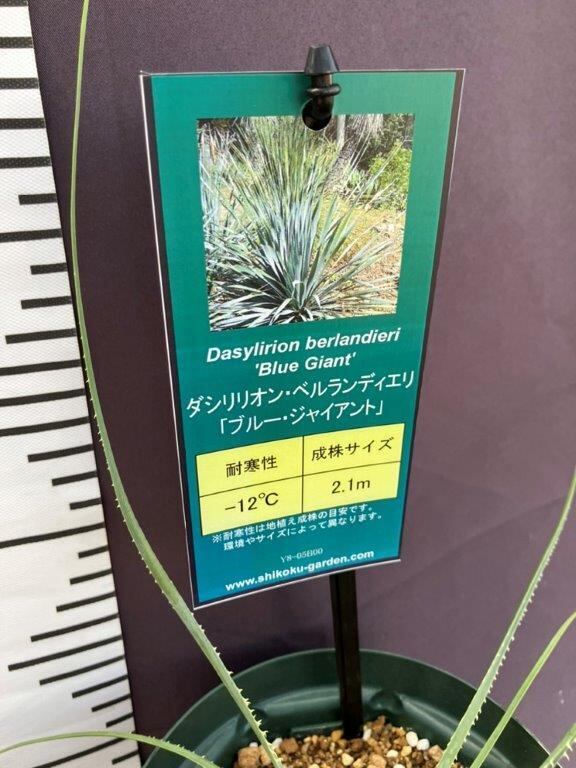 Dasylirion berlandieri
'Blue Giant'
ダシリリオン・ベルランディエリ
「ブルー・ジャイアント」
耐寒性 成株サイズ
-12℃ 2.1m
※耐寒性は地植え成株の目安です。
環境やサイズによって異なります。
Y8-05B00
www.shikoku-garden.com